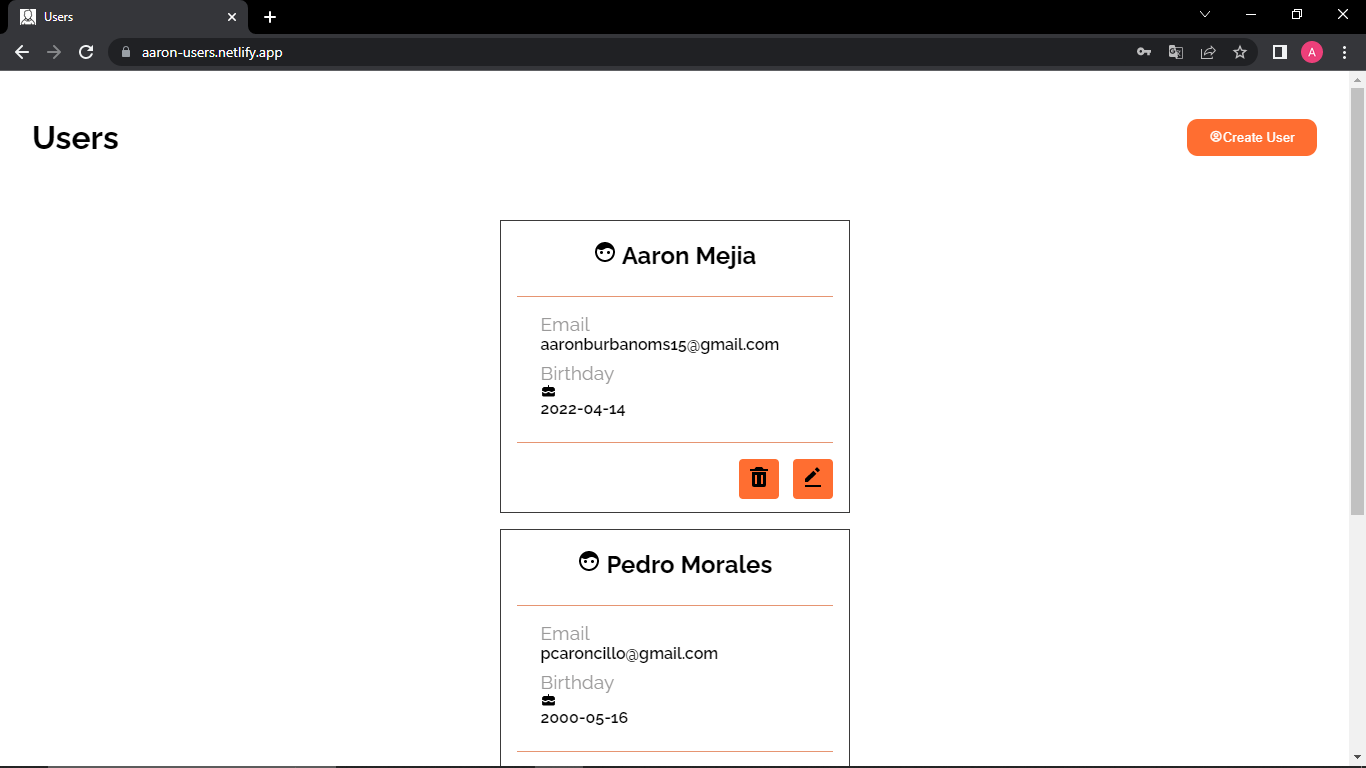 Users
aaron-users.netlify.app
A
Users
Create User
Aaron Mejia
Email
aaronburbanoms15@gmail.com
Birthday
2022-04-14
Pedro Morales
Email
pcaroncillo@gmail.com
Birthday
2000-05-16